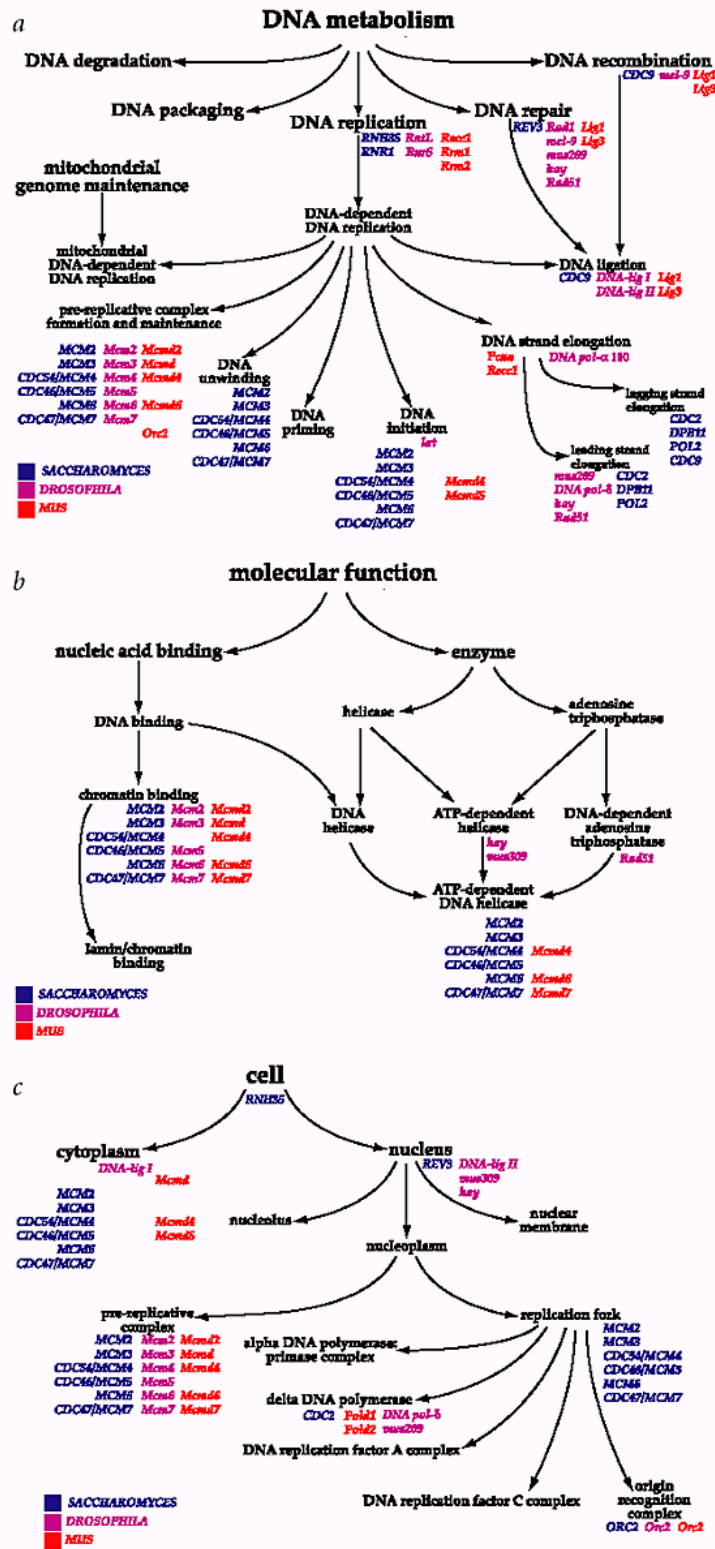 a
DNA metabolism
DNA degradation
DNA recombination
CDC9 mei-9 Lig1
Lig3
DNA packaging
DNA repair
REV3 Rad1 Lig1
mei-9 Lig3
mus209
hay
Rad51
DNA replication
RNH35 RnrL Recc1
RNR1 RnrS Rrm1
Rrm2
mitochondrial
genome maintenance
DNA-dependent
DNA replication
mitochondrial
DNA-dependent
DNA replication
DNA ligation
CDC9 DNA-lig I Lig1
DNA-lig II Lig3
pre-replicative complex
formation and maintenance
MCM2 Mcm2 Mcmd2
MCM3 Mcm3 Mcmd
CDC54/MCM4 Mcm4 Mcmd4
CDC46/MCM5 Mcm5
MCM6 Mcm6 Mcmd6
CDC47/MCM7 Mcm7
Orc2
DNA
unwinding
MCM2
MCM3
CDC54/MCM4
CDC46/MCM5
MCM6
CDC47/MCM7
DNA
priming
DNA
initiation
lat
MCM2
MCM3
CDC54/MCM4 Mcmd4
CDC46/MCM5 Mcmd5
MCM6
CDC47/MCM7
DNA strand elongation
Pcna DNA pol-α 180
Recc1
lagging strand
elongation
CDC2
DPB11
POL2
CDC9
leading strand
elongation
mus209 CDC2
DNA pol-δ DPB11
hay POL2
Rad51
SACCHAROMYCES
DROSOPHILA
MUS
b
molecular function
nucleic acid binding
enzyme
DNA binding
helicase
adenosine
triphosphatase
chromatin binding
MCM2 Mcm2 Mcmd2
MCM3 Mcm3 Mcmd
CDC54/MCM4 Mcmd4
CDC46/MCM5 Mcm5
MCM6 Mcm6 Mcmd6
CDC47/MCM7 Mcm7 Mcmd7
DNA
helicase
ATP-dependent
helicase
hay
mus309
DNA-dependent
adenosine
triphosphatase
Rad51
ATP-dependent
DNA helicase
MCM2
MCM3
CDC54/MCM4 Mcmd4
CDC46/MCM5
MCM6 Mcmd6
CDC47/MCM7 Mcmd7
lamin/chromatin
binding
SACCHAROMYCES
DROSOPHILA
MUS
c
cell
RNH35
cytoplasm
DNA-lig I
Mcmd
MCM2
MCM3
CDC54/MCM4 Mcmd4
CDC46/MCM5 Mcmd5
MCM6
CDC47/MCM7
nucleus
REV3 DNA-lig II
mus309
hay
nucleolus
nuclear
membrane
nucleoplasm
pre-replicative
complex
MCM2 Mcm2 Mcmd2
MCM3 Mcm3 Mcmd
CDC54/MCM4 Mcm4 Mcmd4
CDC46/MCM5 Mcm5
MCM6 Mcm6 Mcmd6
CDC47/MCM7 Mcm7 Mcmd7
replication fork
MCM2
MCM3
CDC54/MCM4
CDC46/MCM5
MCM6
CDC47/MCM7
alpha DNA polymerase:
primase complex
delta DNA polymerase
CDC2 Pold1 DNA pol-δ
Pold2 mus209
DNA replication factor A complex
DNA replication factor C complex
origin
recognition
complex
ORC2 Orc2 Orc2
SACCHAROMYCES
DROSOPHILA
MUS